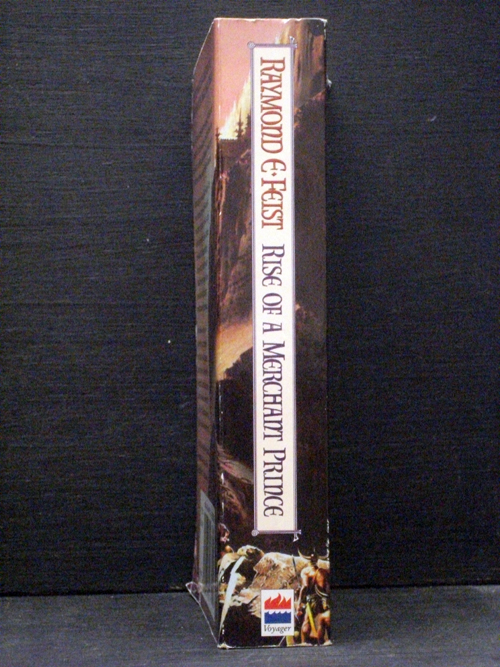 RAYMOND E. FEIST RISE OF A MERCHANT PRINCE
Voyager